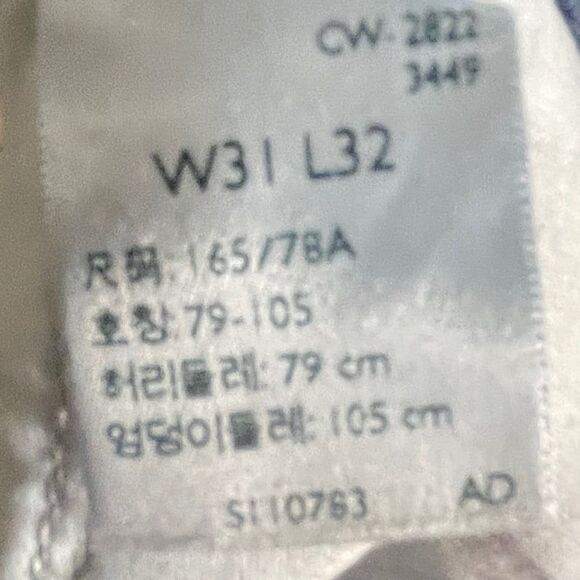 CW- 2822
3449
W31 L32
尺码: 165/78A
호칭:79-105
허리둘레: 79 cm
엉덩이둘레: 105 cm
S110763
AD